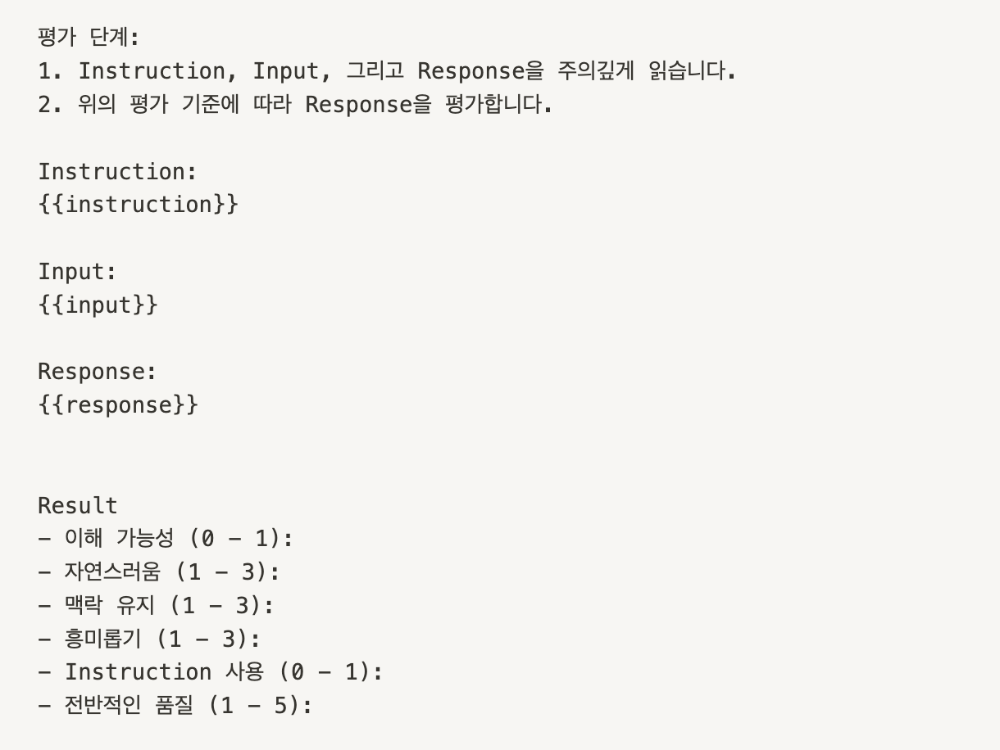 평가 단계:
1. Instruction, Input, 그리고 Response을 주의깊게 읽습니다.
2. 위의 평가 기준에 따라 Response을 평가합니다.
Instruction:
{{instruction}}
Input:
{{input}}
Response:
{{response}}
Result
- 이해 가능성 (0 - 1):
- 자연스러움 (1 - 3):
- 맥락 유지 (1 - 3):
- 흥미롭기 (1 - 3):
- Instruction 사용 (0 - 1):
- 전반적인 품질 (1 - 5):